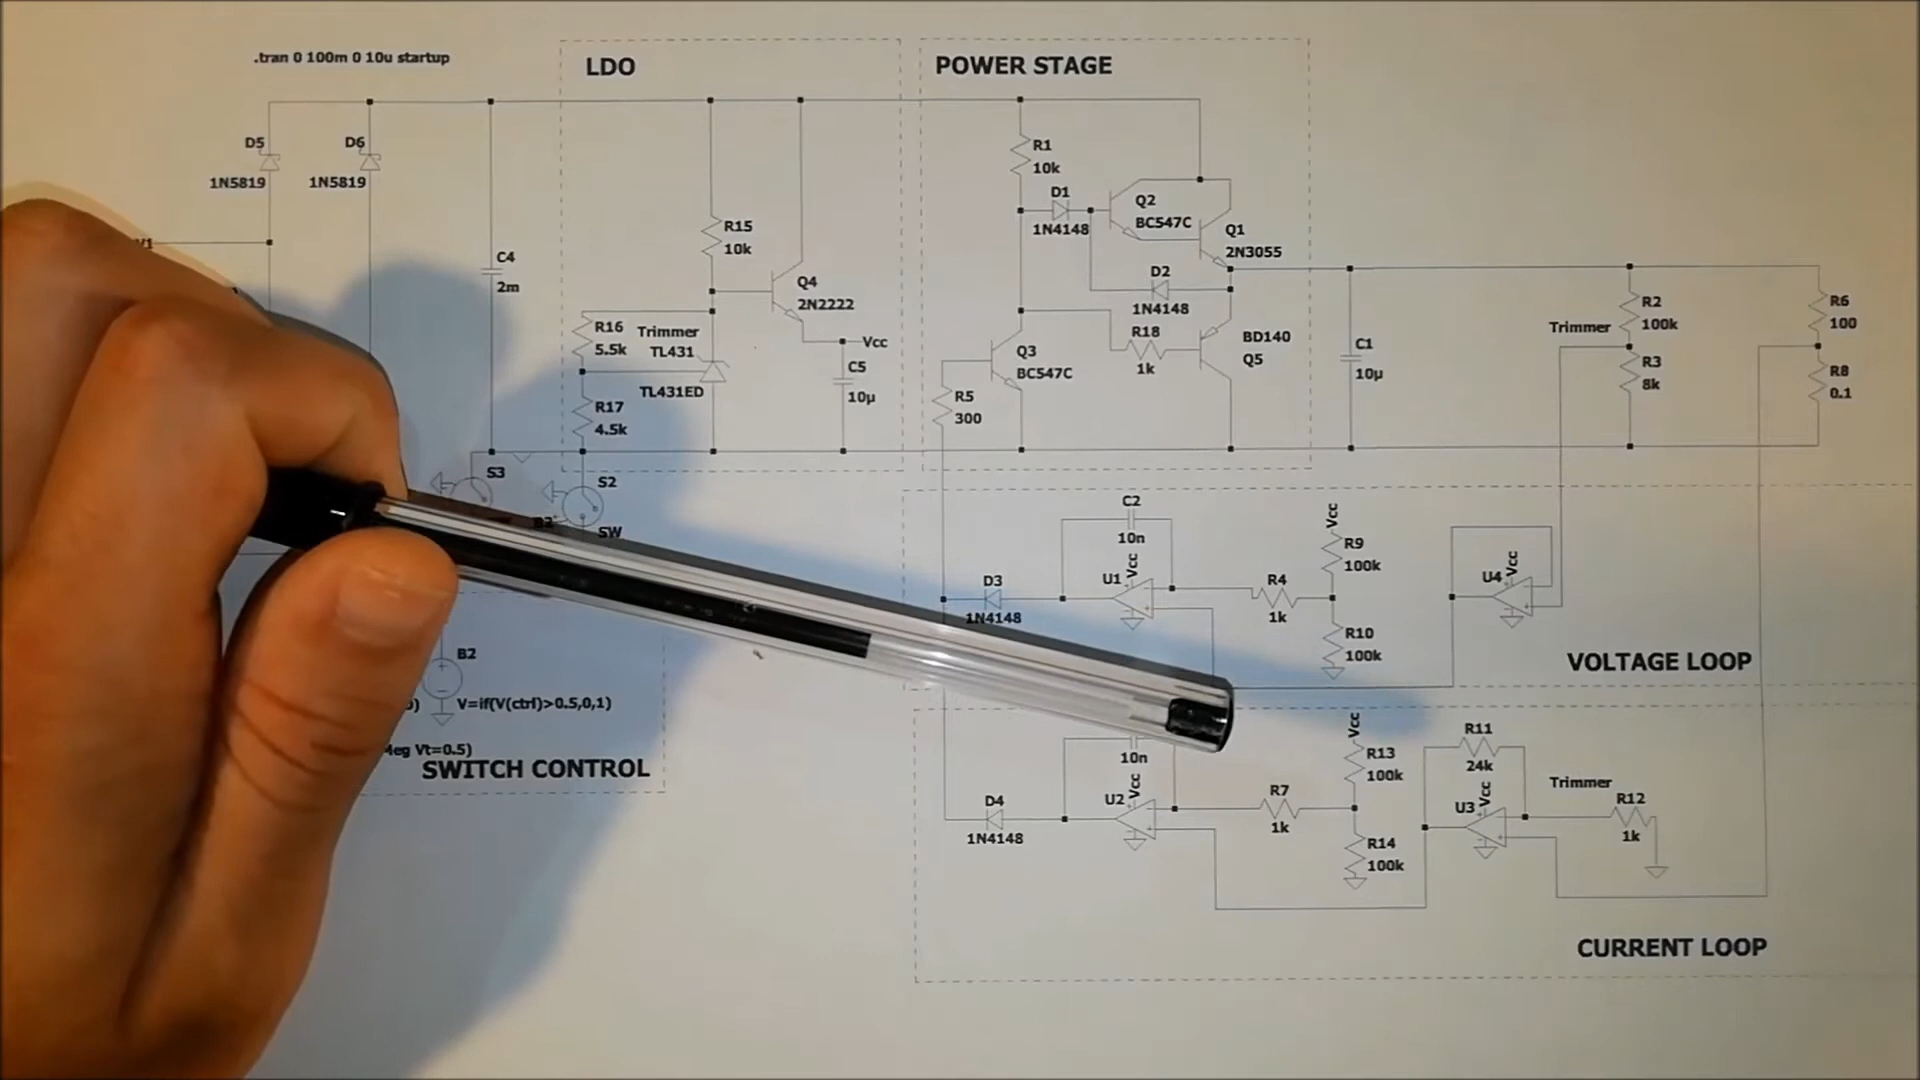 .tran 0 100m 0 10u startup
LDO
POWER STAGE
D5
1N5819
D6
1N5819
C4
2m
R15
10k
Q4
2N2222
R16
5.5k
Trimmer
TL431
TL431ED
R17
4.5k
Vcc
C5
10µ
R1
10k
D1
1N4148
Q2
BC547C
Q1
2N3055
D2
1N4148
R18
1k
BD140
Q5
Q3
BC547C
R5
300
C1
10µ
Trimmer
R2
100k
R3
8k
R6
100
R8
0.1
S3
S2
SW
C2
10n
U1
Vcc
D3
1N4148
R4
1k
Vcc
R9
100k
R10
100k
U4
Vcc
VOLTAGE LOOP
B2
V=if(V(ctrl)>0.5,0,1)
Meg Vt=0.5)
SWITCH CONTROL
10n
U2
Vcc
D4
1N4148
R7
1k
Vcc
R13
100k
R14
100k
R11
24k
U3
Vcc
Trimmer
R12
1k
CURRENT LOOP